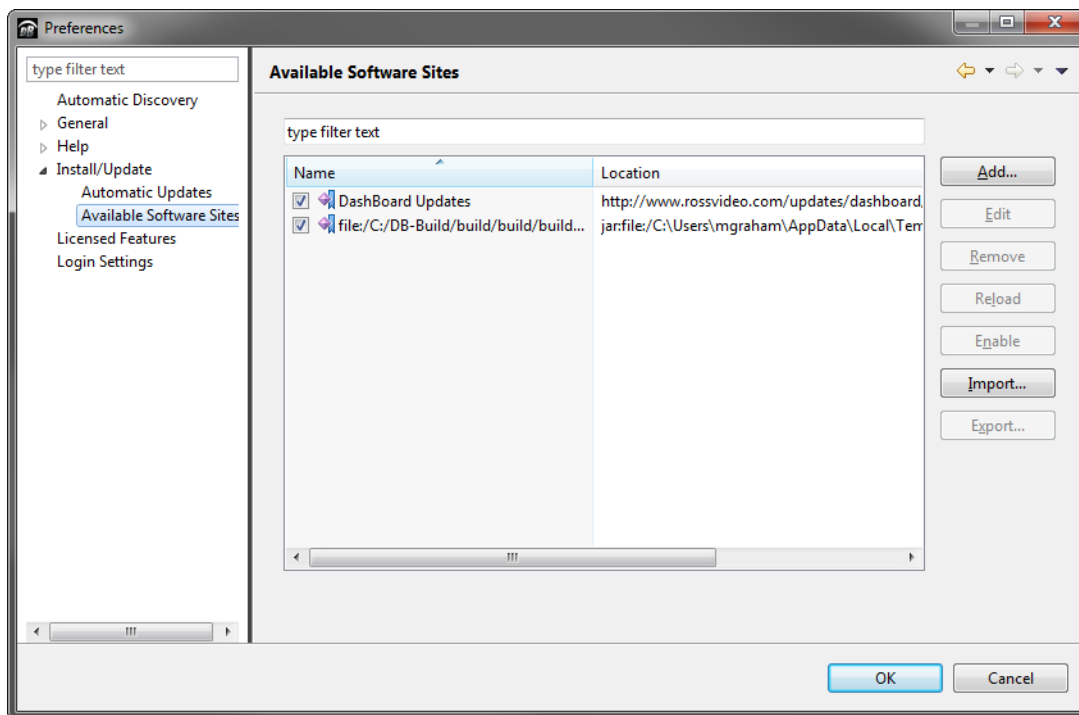 Preferences
type filter text
Automatic Discovery
General
Help
Install/Update
Automatic Updates
Available Software Sites
Licensed Features
Login Settings
Available Software Sites
type filter text
Name Location
DashBoard Updates http://www.rossvideo.com/updates/dashboard,
file:/C:/DB-Build/build/build/build... jar:file:/C:\Users\mgraham\AppData\Local\Tem
Add...
Edit
Remove
Reload
Enable
Import...
Export...
OK Cancel